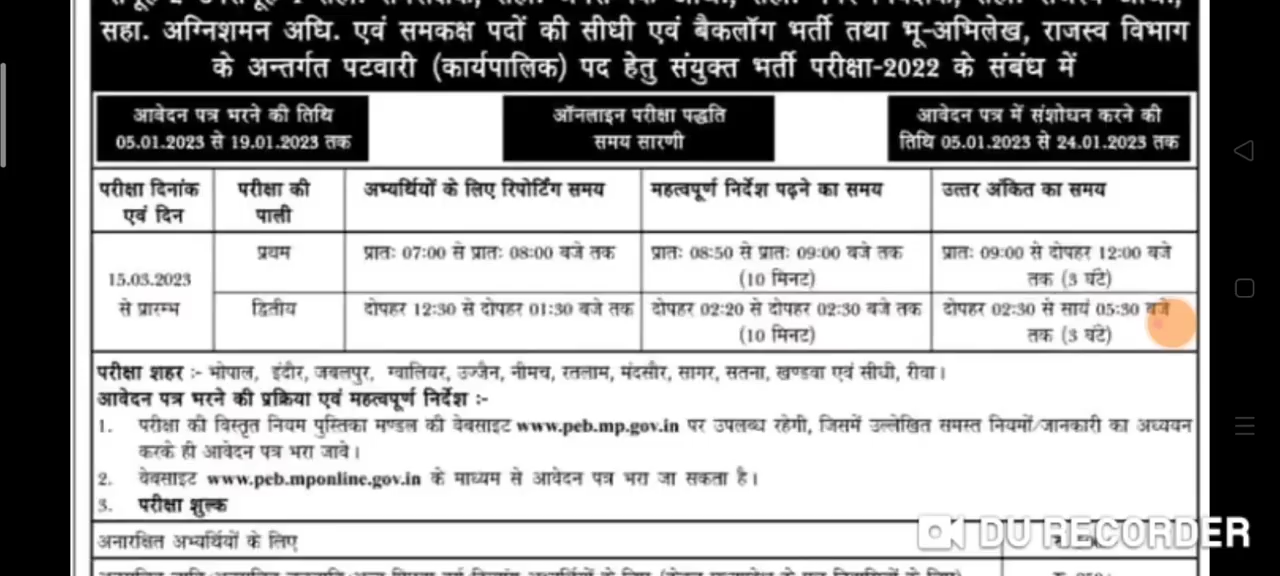 सहा. अग्निशमन अधि. एवं समकक्ष पदों की सीधी एवं बैकलॉग भर्ती तथा भू-अभिलेख, राजस्व विभाग
के अन्तर्गत पटवारी (कार्यपालिक) पद हेतु संयुक्त भर्ती परीक्षा-2022 के संबंध में
आवेदन पत्र भरने की तिथि
05.01.2023 से 19.01.2023 तक
ऑनलाइन परीक्षा पद्धति
समय सारणी
आवेदन पत्र में संशोधन करने की
तिथि 05.01.2023 से 24.01.2023 तक
परीक्षा दिनांक
एवं दिन
परीक्षा की
पाली
अभ्यर्थियों के लिए रिपोर्टिंग समय
महत्वपूर्ण निर्देश पढ़ने का समय
उत्तर अंकित का समय
15.03.2023
से प्रारम्भ
प्रथम
प्रातः 07:00 से प्रातः 08:00 बजे तक
प्रातः 08:50 से प्रातः 09:00 बजे तक
(10 मिनट)
प्रातः 09:00 से दोपहर 12:00 बजे
तक (3 घंटे)
द्वितीय
दोपहर 12:30 से दोपहर 01:30 बजे तक
दोपहर 02:20 से दोपहर 02:30 बजे तक
(10 मिनट)
दोपहर 02:30 से सायं 05:30 बजे
तक (3 घंटे)
परीक्षा शहर :- भोपाल, इंदौर, जबलपुर, ग्वालियर, उज्जैन, नीमच, रतलाम, मंदसौर, सागर, सतना, खण्डवा एवं सीधी, रीवा।
आवेदन पत्र भरने की प्रक्रिया एवं महत्वपूर्ण निर्देश :-
1. परीक्षा की विस्तृत नियम पुस्तिका मण्डल की वेबसाइट www.peb.mp.gov.in पर उपलब्ध रहेगी, जिसमें उल्लेखित समस्त नियमों/जानकारी का अध्ययन
करके ही आवेदन पत्र भरा जावे।
2. वेबसाइट www.peb.mponline.gov.in के माध्यम से आवेदन पत्र भरा जा सकता है।
3. परीक्षा शुल्क
अनारक्षित अभ्यर्थियों के लिए
DU RECORDER